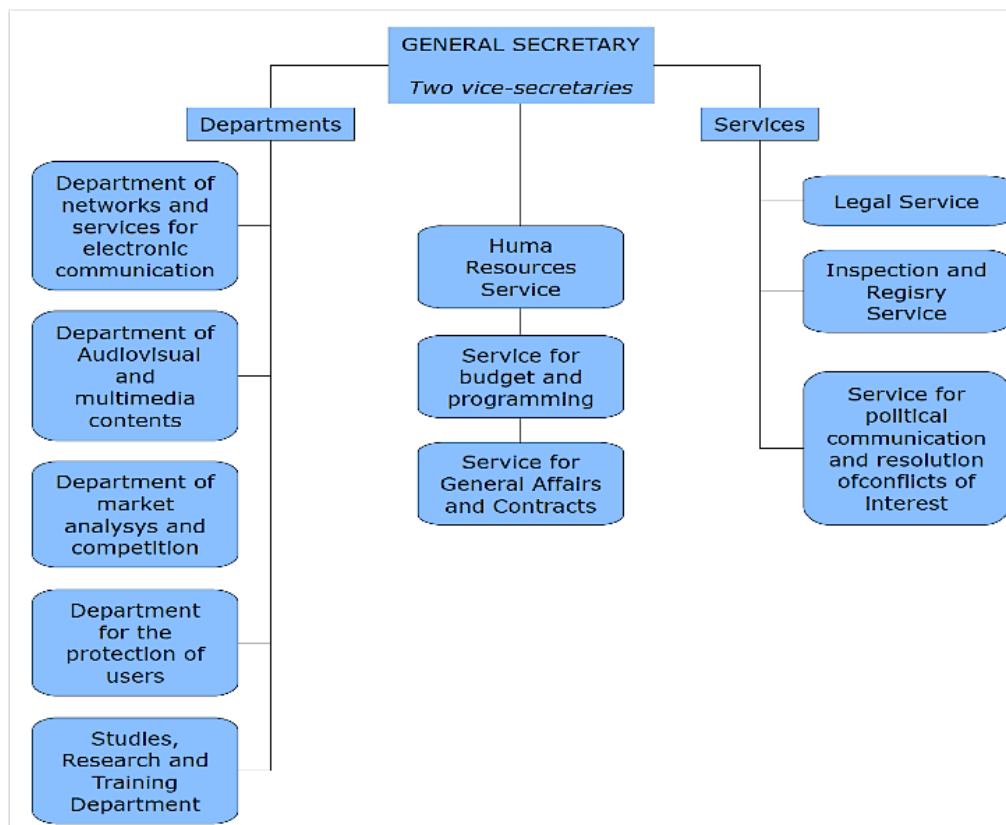 GENERAL SECRETARY
Two vice-secretaries
Departments
Services
Department of
networks and
services for
electronic
communication
Department of
Audiovisual
and
multimedia
contents
Department of
market
analysys and
competition
Department
for the
protection of
users
Studies,
Research and
Training
Department
Huma
Resources
Service
Service for
budget and
programming
Service for
General Affairs
and Contracts
Legal Service
Inspection and
Regisry
Service
Service for
political
communication
and resolution
ofconflicts of
interest